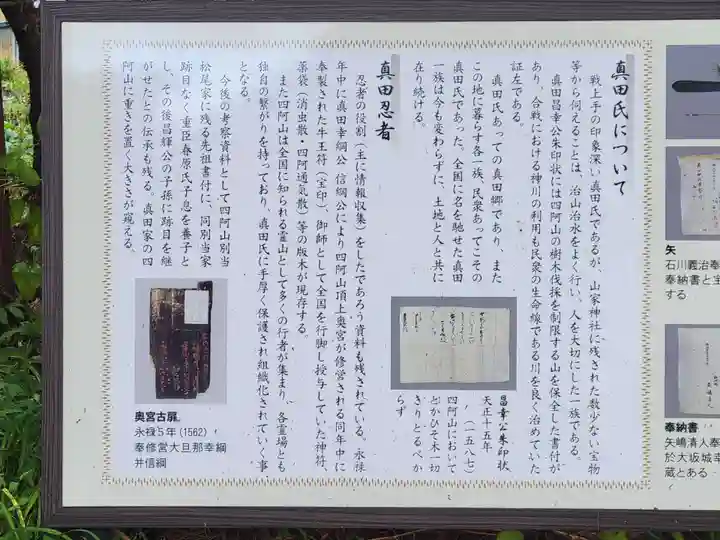 真田氏について
戦上手の印象深い真田氏であるが、山家神社に残された数少ない宝物
等から伺えることは、治山治水をよく行い、人を大切にした一族である。
真田昌幸公朱印状には四阿山の樹木伐採を制限する山を保全した書付が
あり、合戦における神川の利用も民衆の生命線である川を良く治めていた
証左である。
真田氏あっての真田郷であり、また
この地に暮らす各一族、民衆あってこその
真田氏であった。全国に名を馳せた真田
一族は今も変わらずに、土地と人と共に
在り続ける。
昌幸公朱印状
天正十五年
(一五八七)
四阿山において
どかひそ木一切
きりとるべか
らず
真田忍者
忍者の役割(主に情報収集)をしたであろう資料も残されている。永禄
年中に真田幸綱公 信綱公により四阿山頂上奥宮が修営される同年中に
奉製された牛王符(宝印)、御師として全国を行脚し授与していた神符、
薬袋(消虫散・四阿通気散)等の版木が現存する。
また四阿山は全国に知られる霊山として多くの行者が集まり、各霊場とも
独自の繋がりを持っており、真田氏に手厚く保護され組織化されていく事
となる。
今後の考察資料として四阿山別当
松尾家に残る先祖書付に、同別当家
跡目なく重臣春原氏子息を養子と
し、その後昌輝公の子孫に跡目を継
がせたとの伝承も残る。真田家の四
阿山に重きを置く大きさが窺える。
奥宮古扉
永禄5年(1562)
奉修営大旦那幸綱
并信綱
矢
石川義治奉
奉納書と宝
する
奉納書
矢嶋清人奉
於大坂城幸
蔵とある